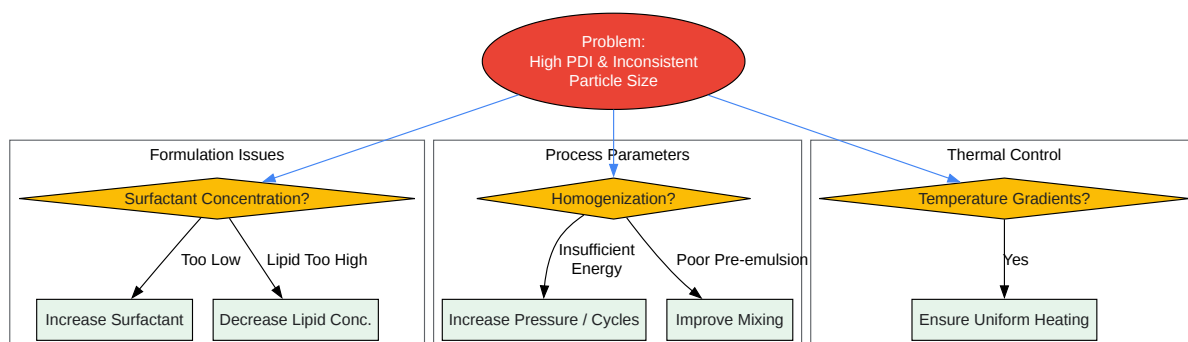 Problem:
High PDI & Inconsistent
Particle Size
Formulation Issues
Process Parameters
Thermal Control
Surfactant Concentration?
Homogenization?
Temperature Gradients?
Too Low
Lipid Too High
Insufficient
Energy
Poor Pre-emulsion
Yes
Increase Surfactant
Decrease Lipid Conc.
Increase Pressure / Cycles
Improve Mixing
Ensure Uniform Heating